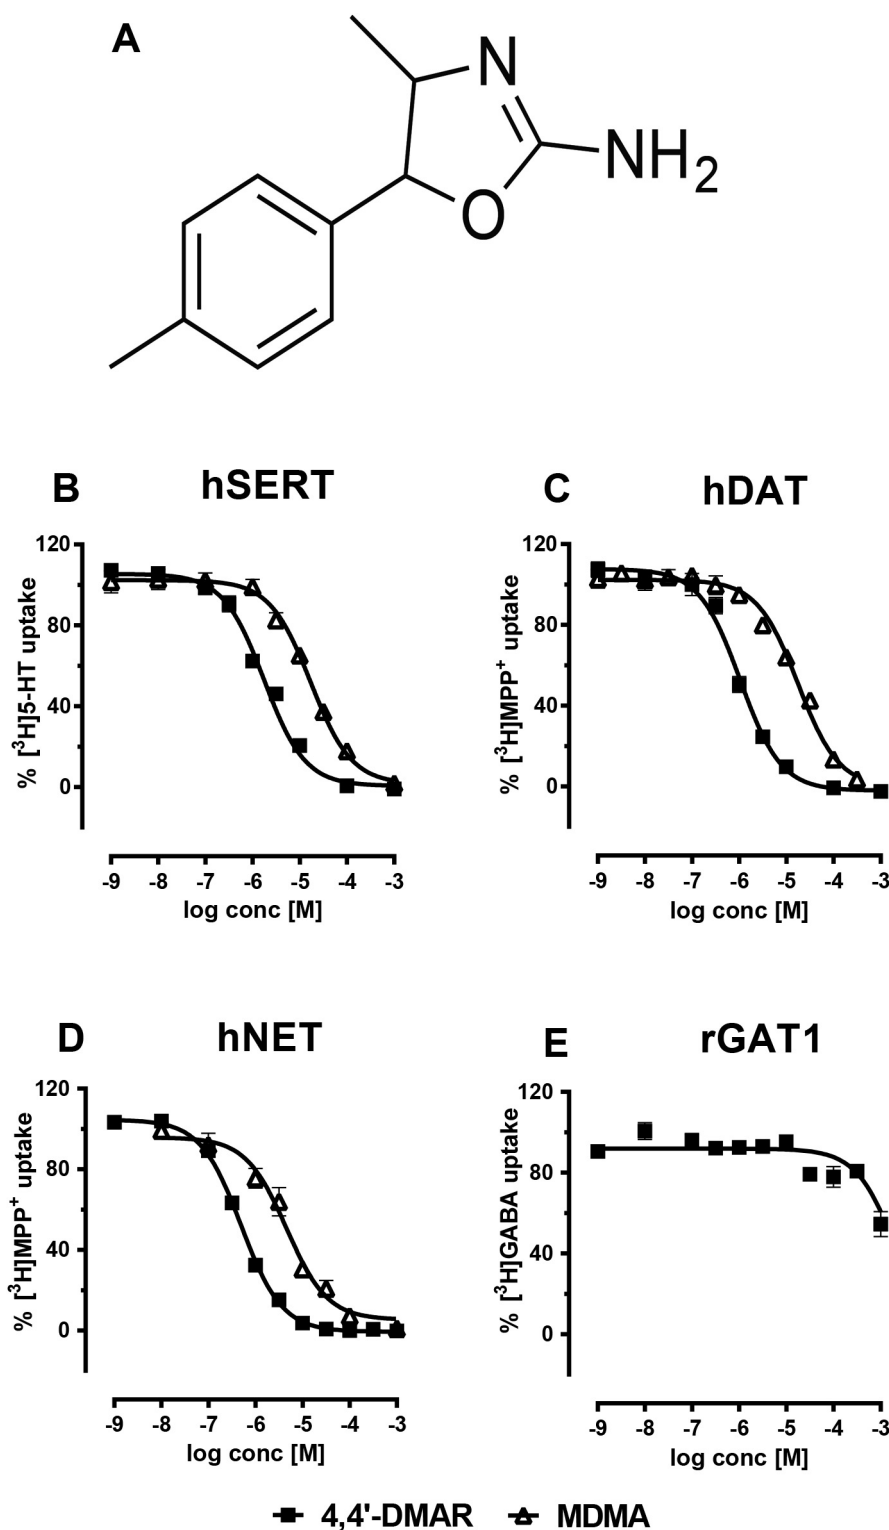 A
N
NH2
O
B hSERT
% [³H]5-HT uptake
120
80
40
0
-9 -8 -7 -6 -5 -4 -3
log conc [M]
C hDAT
% [³H]MPP⁺ uptake
120
80
40
0
-9 -8 -7 -6 -5 -4 -3
log conc [M]
D hNET
% [³H]MPP⁺ uptake
120
80
40
0
-9 -8 -7 -6 -5 -4 -3
log conc [M]
E rGAT1
% [³H]GABA uptake
120
80
40
0
-9 -8 -7 -6 -5 -4 -3
log conc [M]
4,4'-DMAR MDMA